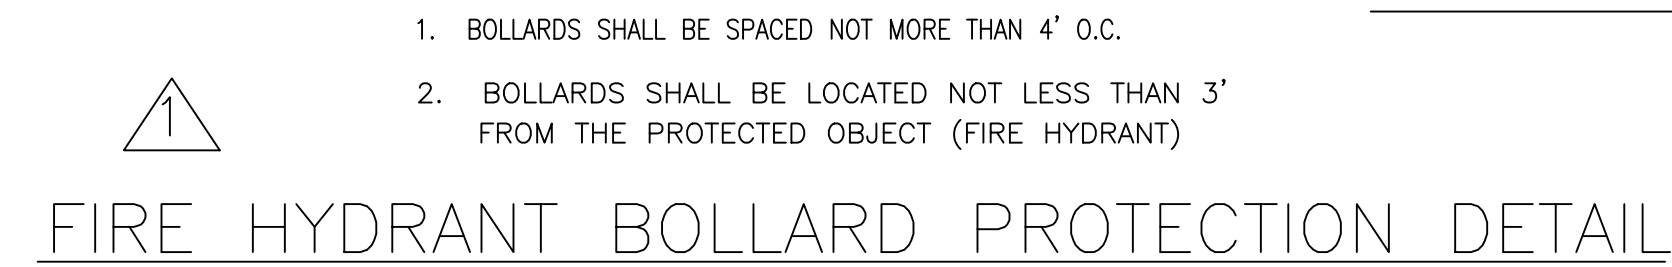 1. BOLLARDS SHALL BE SPACED NOT MORE THAN 4' O.C.
2. BOLLARDS SHALL BE LOCATED NOT LESS THAN 3'
FROM THE PROTECTED OBJECT (FIRE HYDRANT)
1
FIRE HYDRANT BOLLARD PROTECTION DETAIL